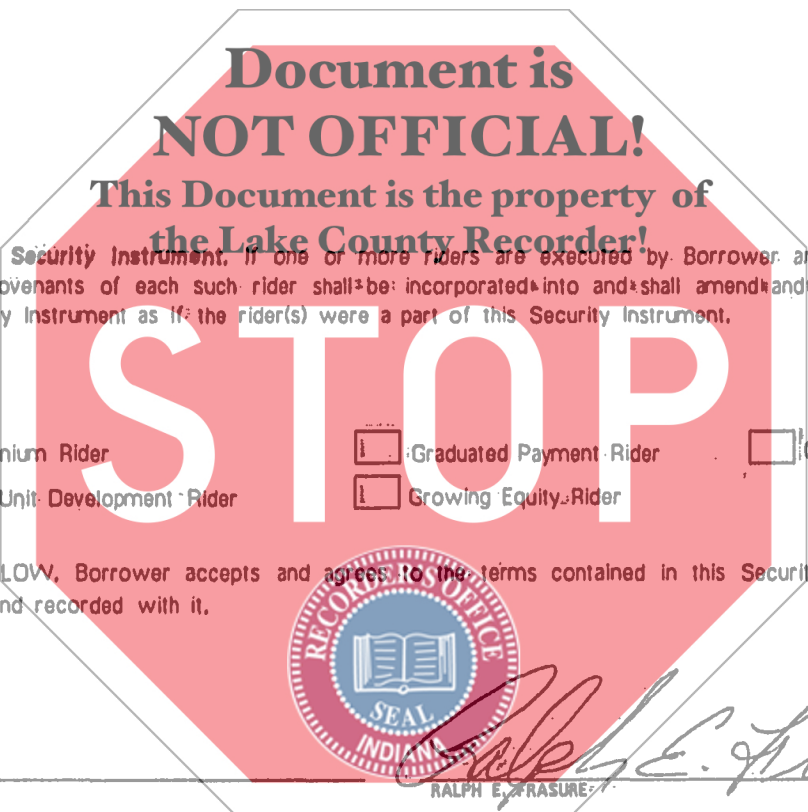 Document is
NOT OFFICIAL!
This Document is the property of
the Lake County Recorder!
Security Instrument. If one or more riders are executed by Borrower
ovenants of each such rider shall be incorporated into and shall amend and
y Instrument as if the rider(s) were a part of this Security Instrument.
STOP
nium Rider Graduated Payment Rider
Unit Development Rider Growing Equity Rider
LOW, Borrower accepts and agrees to the terms contained in this Securit
nd recorded with it.
RECORDER'S OFFICE
SEAL
INDIANA
Ralph E.
RALPH E. FRASURE